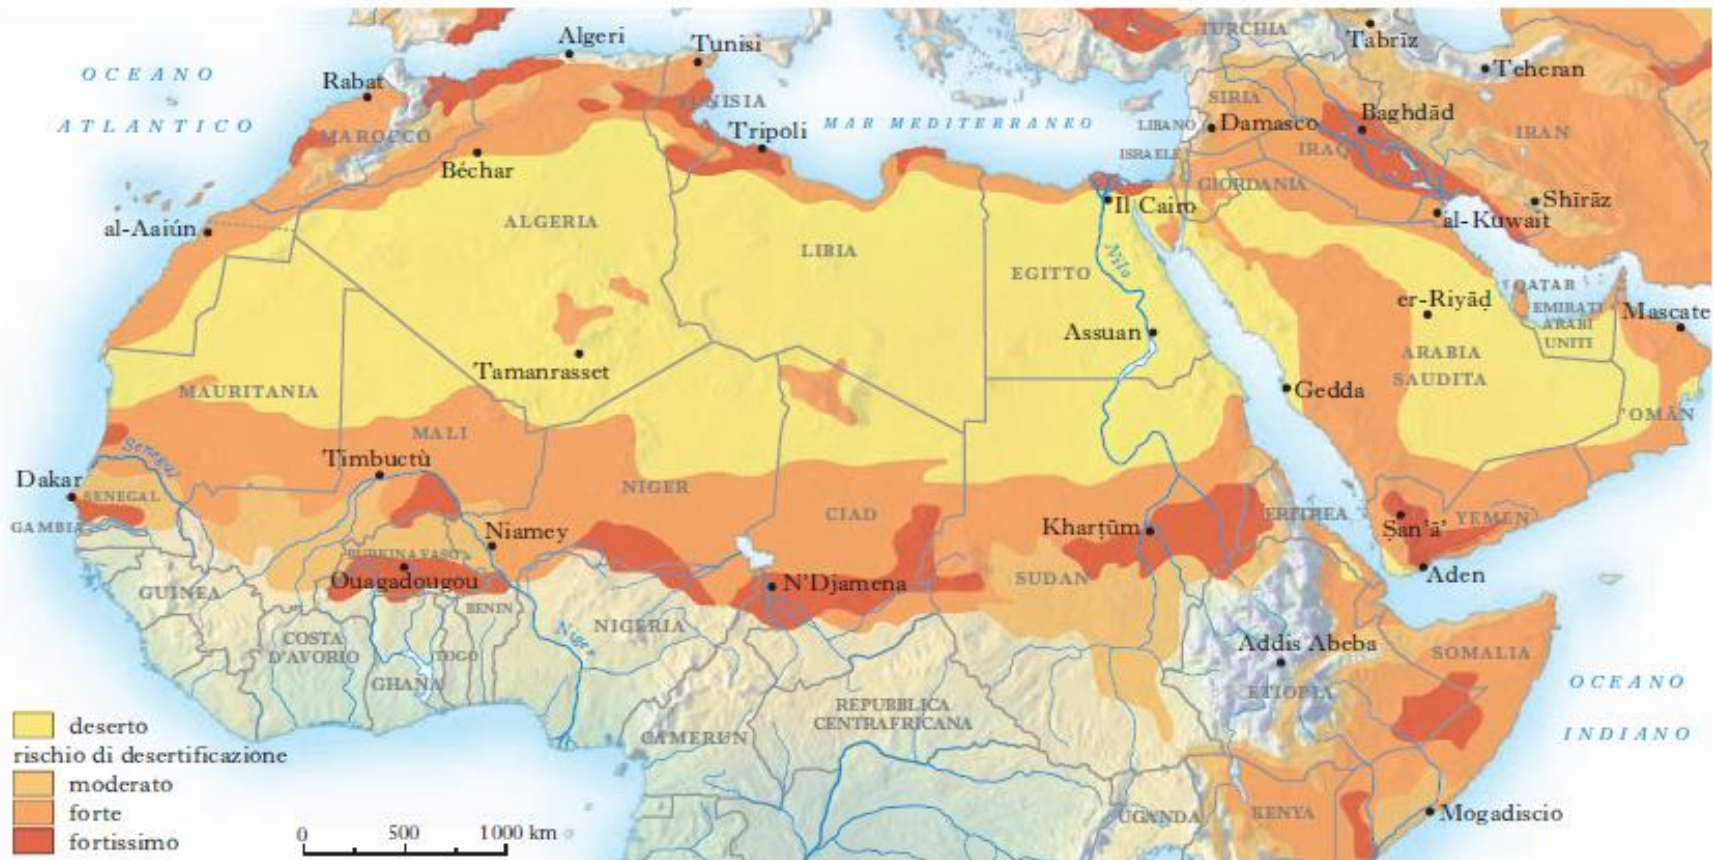 TURCHIA
Algeri
Tunisi
Tabrīz
OCEANO
ATLANTICO
Teheran
Rabat
SIRIA
TUNISIA
Baghdād
MAROCCO
Tripoli
MAR MEDITERRANEO
LIBANO
Damasco
IRAN
Béchar
ISRAELE
IRAQ
GIORDANIA
Shīrāz
al-Aaiún
ALGERIA
Il Cairo
al-Kuwait
LIBIA
EGITTO
Nilo
QATAR
er-Riyāḍ
EMIRATI
ARABI
UNITI
Mascate
Assuan
Tamanrasset
ARABIA
SAUDITA
MAURITANIA
Gedda
'OMĀN
MALI
Senegal
Timbuctù
Dakar
SENEGAL
NIGER
CIAD
ERITREA
Ṣan'ā'
YEMEN
GAMBIA
Niamey
Kharṭūm
BURKINA FASO
Ouagadougou
N'Djamena
SUDAN
Aden
GUINEA
BENIN
NIGERIA
Niger
COSTA
D'AVORIO
TOGO
GHANA
Addis Abeba
SOMALIA
ETIOPIA
OCEANO
INDIANO
REPUBBLICA
CENTRAFRICANA
CAMERUN
UGANDA
KENYA
Mogadiscio
deserto
rischio di desertificazione
moderato
forte
fortissimo
0 500 1000 km